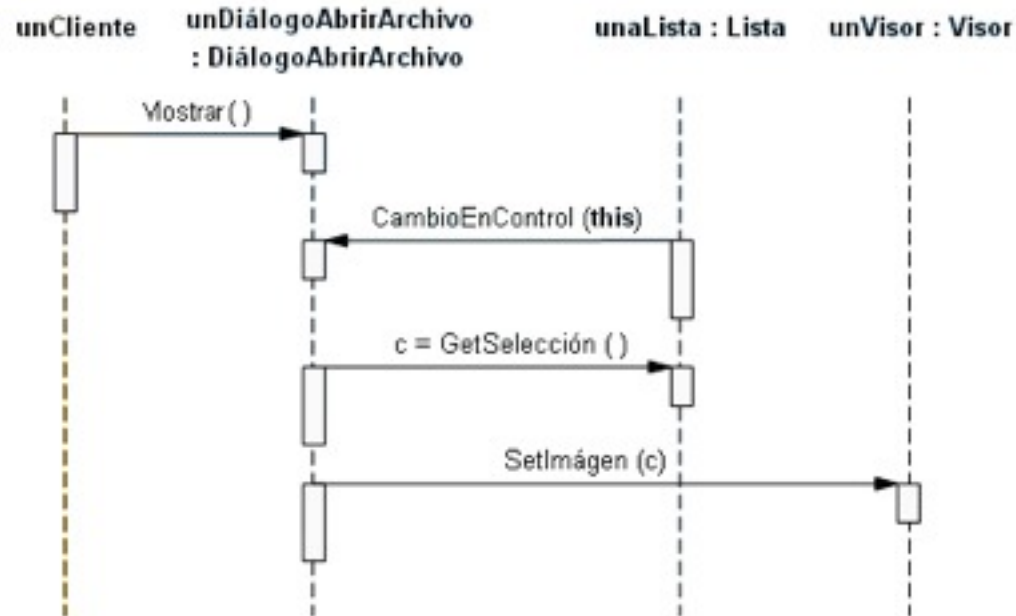 unCliente
unDiálogoAbrirArchivo
: DiálogoAbrirArchivo
unaLista : Lista
unVisor : Visor
Mostrar ( )
CambioEnControl (this)
c = GetSelección ( )
SetImágen (c)